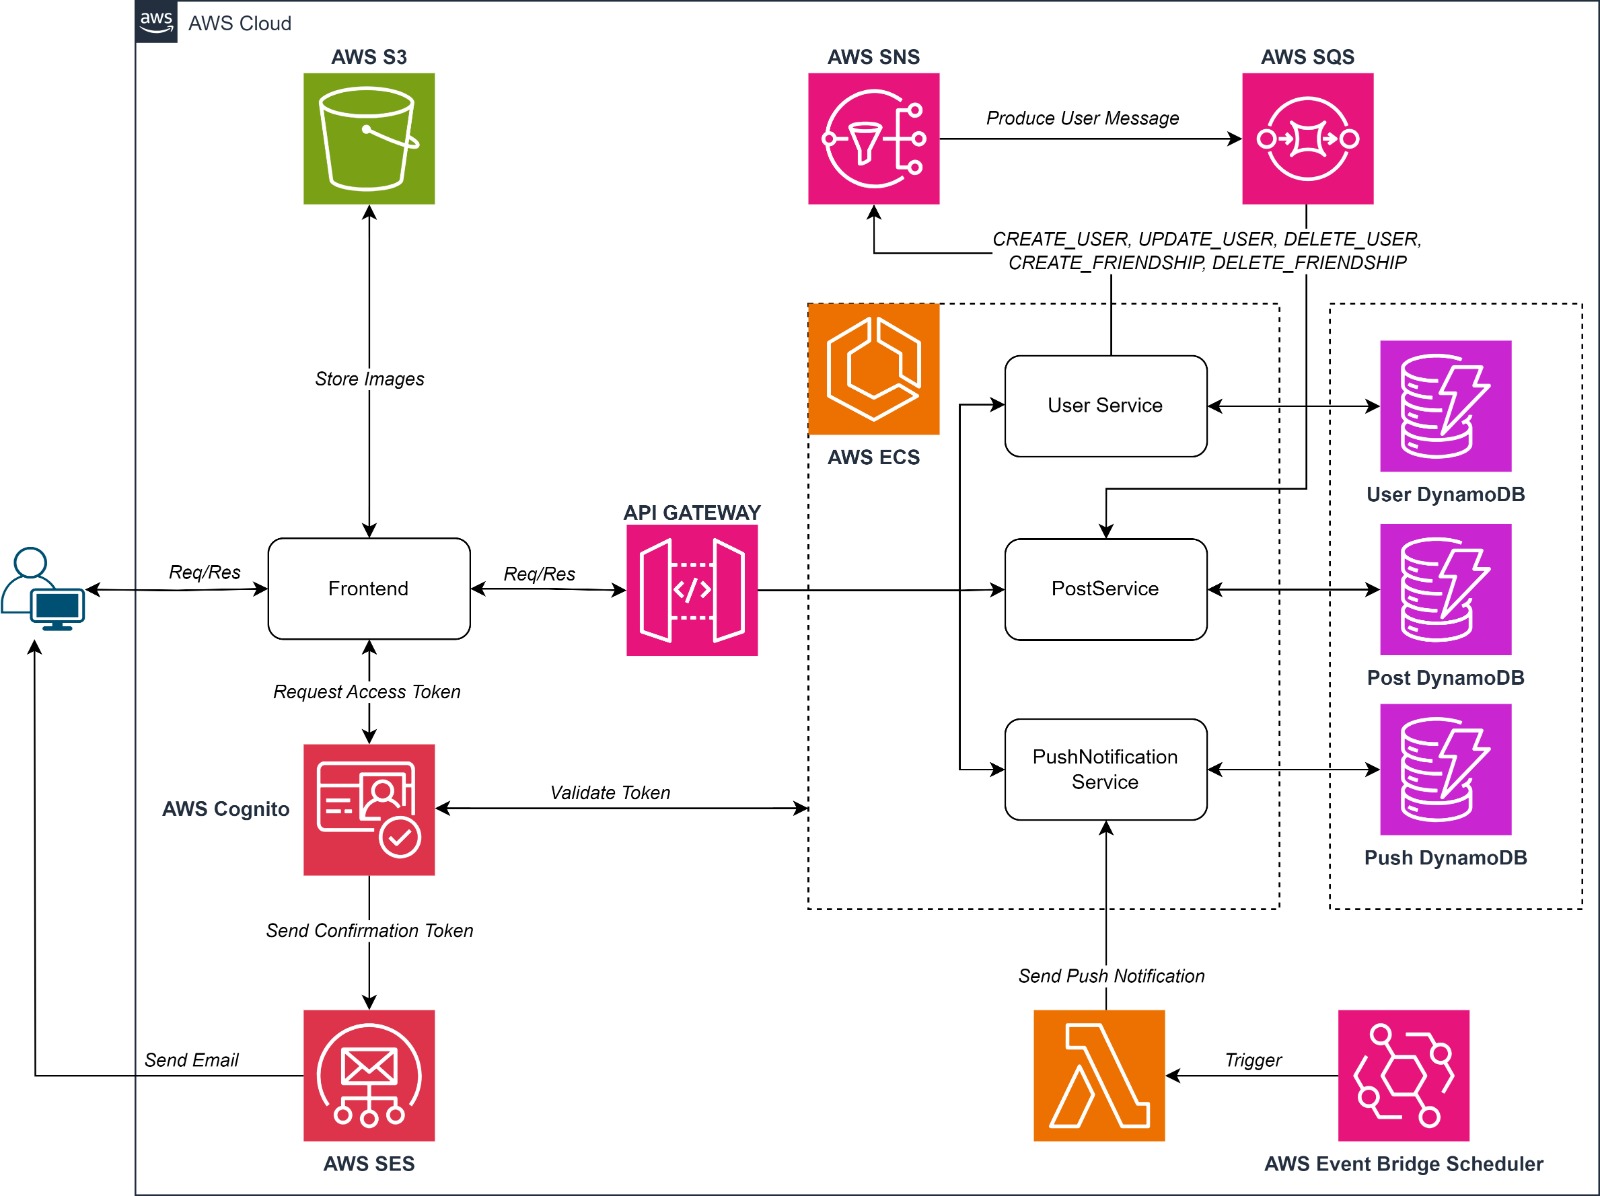 aws
AWS Cloud
AWS S3
AWS SNS
AWS SQS
Produce User Message
CREATE_USER, UPDATE_USER, DELETE_USER,
CREATE_FRIENDSHIP, DELETE_FRIENDSHIP
Store Images
User Service
AWS ECS
User DynamoDB
API GATEWAY
Req/Res
Frontend
Req/Res
</>
PostService
Post DynamoDB
Request Access Token
PushNotification
Service
AWS Cognito
Validate Token
Push DynamoDB
Send Confirmation Token
Send Push Notification
Send Email
Trigger
AWS SES
AWS Event Bridge Scheduler